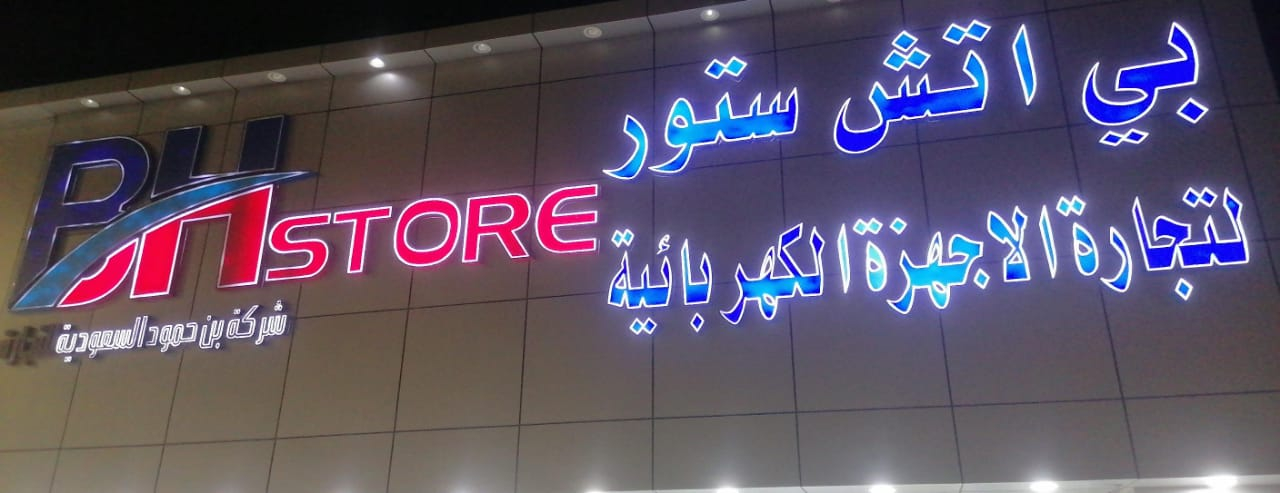 BH STORE
شركة بن حمود السعودية
بي اتش ستور
لتجارة الاجهزة الكهربائية